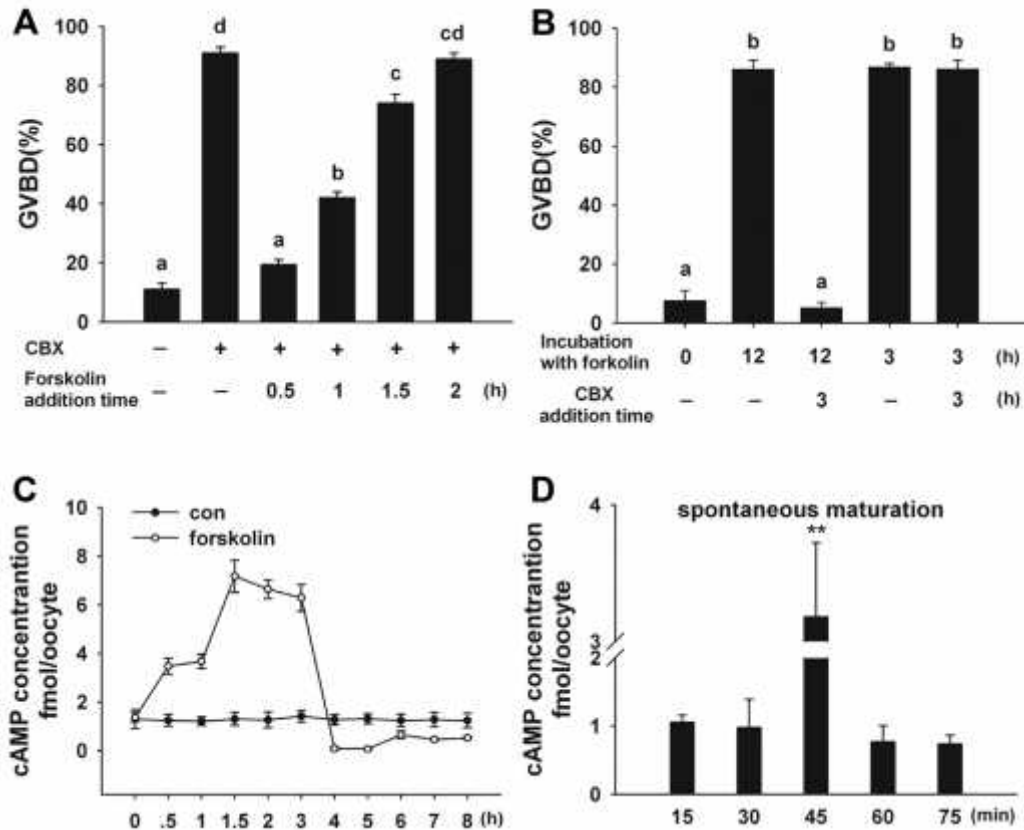 A
100
80
60
40
20
0
GVBD(%)
a
d
a
b
c
cd
CBX – + + + + +
Forskolin
addition time – – 0.5 1 1.5 2 (h)
B
100
80
60
40
20
0
GVBD(%)
a
b
a
b
b
Incubation
with forkolin 0 12 12 3 3 (h)
CBX
addition time – – 3 – 3 (h)
C
10
8
6
4
2
0
cAMP concentrantion
fmol/oocyte
con
forskolin
0 .5 1 1.5 2 3 4 5 6 7 8 (h)
D
4
3
2
1
0
cAMP concentrantion
fmol/oocyte
spontaneous maturation
**
15 30 45 60 75 (min)